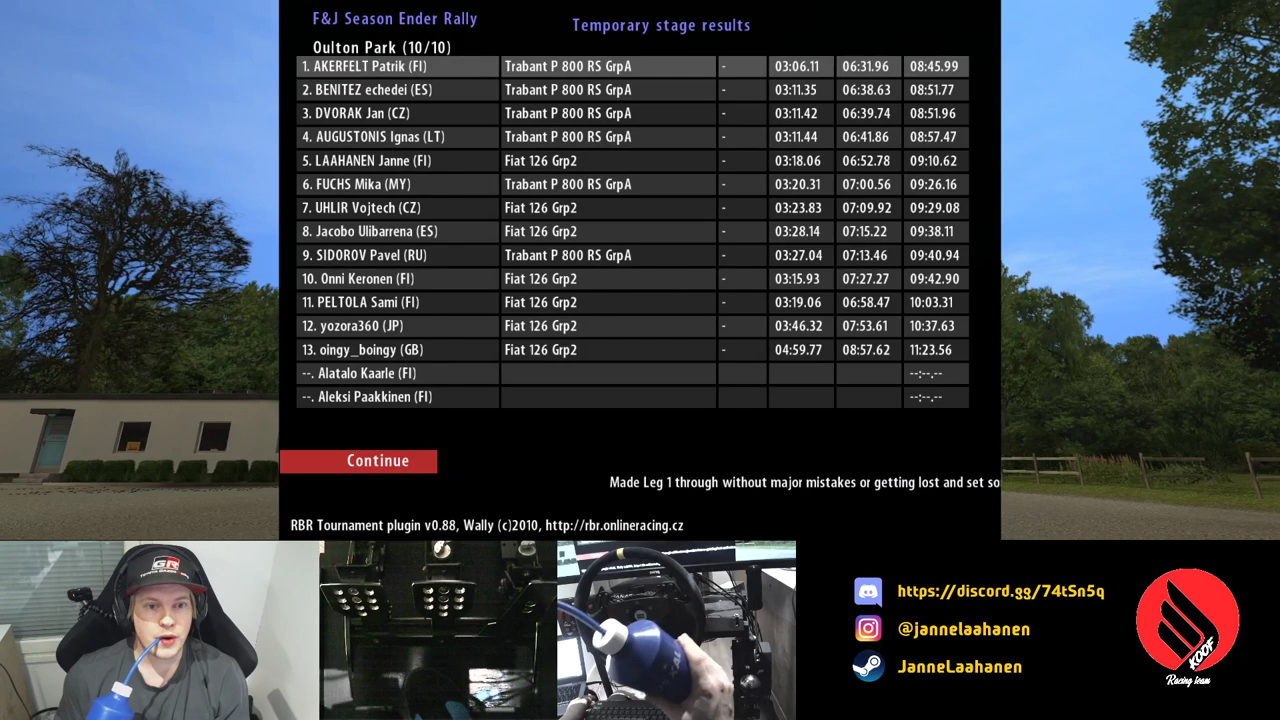 F&J Season Ender Rally
Temporary stage results
Oulton Park (10/10)
1. AKERFELT Patrik (FI) Trabant P 800 RS GrpA - 03:06.11 06:31.96 08:45.99
2. BENITEZ echedei (ES) Trabant P 800 RS GrpA - 03:11.35 06:38.63 08:51.77
3. DVORAK Jan (CZ) Trabant P 800 RS GrpA - 03:11.42 06:39.74 08:51.96
4. AUGUSTONIS Ignas (LT) Trabant P 800 RS GrpA - 03:11.44 06:41.86 08:57.47
5. LAAHANEN Janne (FI) Fiat 126 Grp2 - 03:18.06 06:52.78 09:10.62
6. FUCHS Mika (MY) Trabant P 800 RS GrpA - 03:20.31 07:00.56 09:26.16
7. UHLIR Vojtech (CZ) Fiat 126 Grp2 - 03:23.83 07:09.92 09:29.08
8. Jacobo Ulibarrena (ES) Fiat 126 Grp2 - 03:28.14 07:15.22 09:38.11
9. SIDOROV Pavel (RU) Trabant P 800 RS GrpA - 03:27.04 07:13.46 09:40.94
10. Onni Keronen (FI) Fiat 126 Grp2 - 03:15.93 07:27.27 09:42.90
11. PELTOLA Sami (FI) Fiat 126 Grp2 - 03:19.06 06:58.47 10:03.31
12. yozora360 (JP) Fiat 126 Grp2 - 03:46.32 07:53.61 10:37.63
13. oingy_boingy (GB) Fiat 126 Grp2 - 04:59.77 08:57.62 11:23.56
--. Alatalo Kaarle (FI) --:--.--
--. Aleksi Paakkinen (FI) --:--.--
Continue
Made Leg 1 through without major mistakes or getting lost and set so
RBR Tournament plugin v0.88, Wally (c)2010, http://rbr.onlineracing.cz
GR
https://discord.gg/74tSn5q
@jannelaahanen
JanneLaahanen
KODF
Racing team